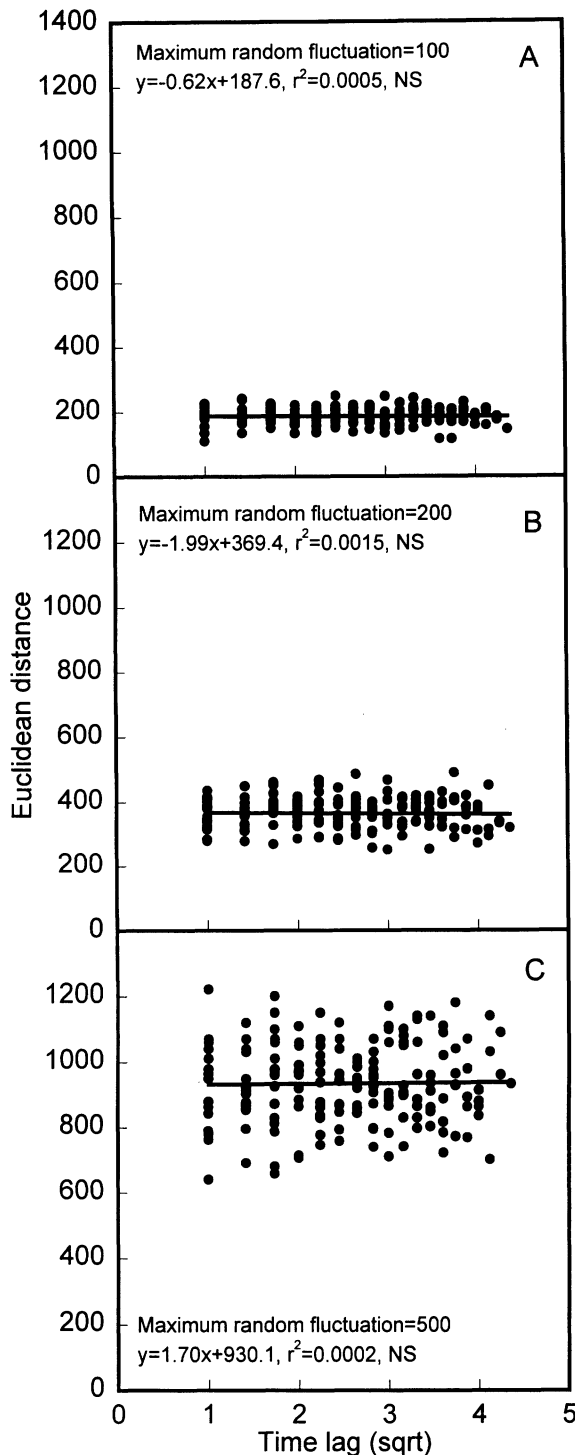 1400
Maximum random fluctuation=100 A
y=-0.62x+187.6, r²=0.0005, NS
1200
1000
800
600
400
200
0
Maximum random fluctuation=200 B
y=-1.99x+369.4, r²=0.0015, NS
1200
1000
800
600
400
200
0
Euclidean distance
C
1200
1000
800
600
400
200
0
Maximum random fluctuation=500
y=1.70x+930.1, r²=0.0002, NS
0 1 2 3 4 5
Time lag (sqrt)